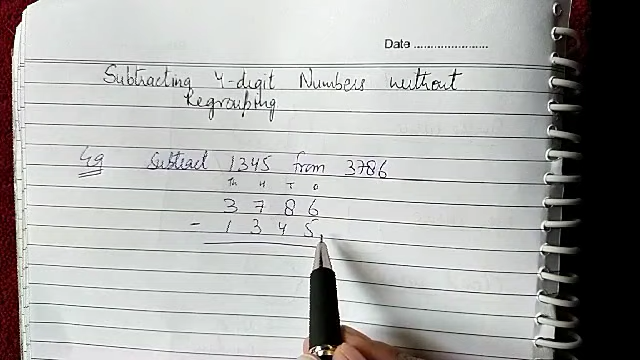 Date ........................
Subtracting 4-digit Numbers without
Regrouping
Eg Subtract 1345 from 3786
Th H T O
3 7 8 6
- 1 3 4 5